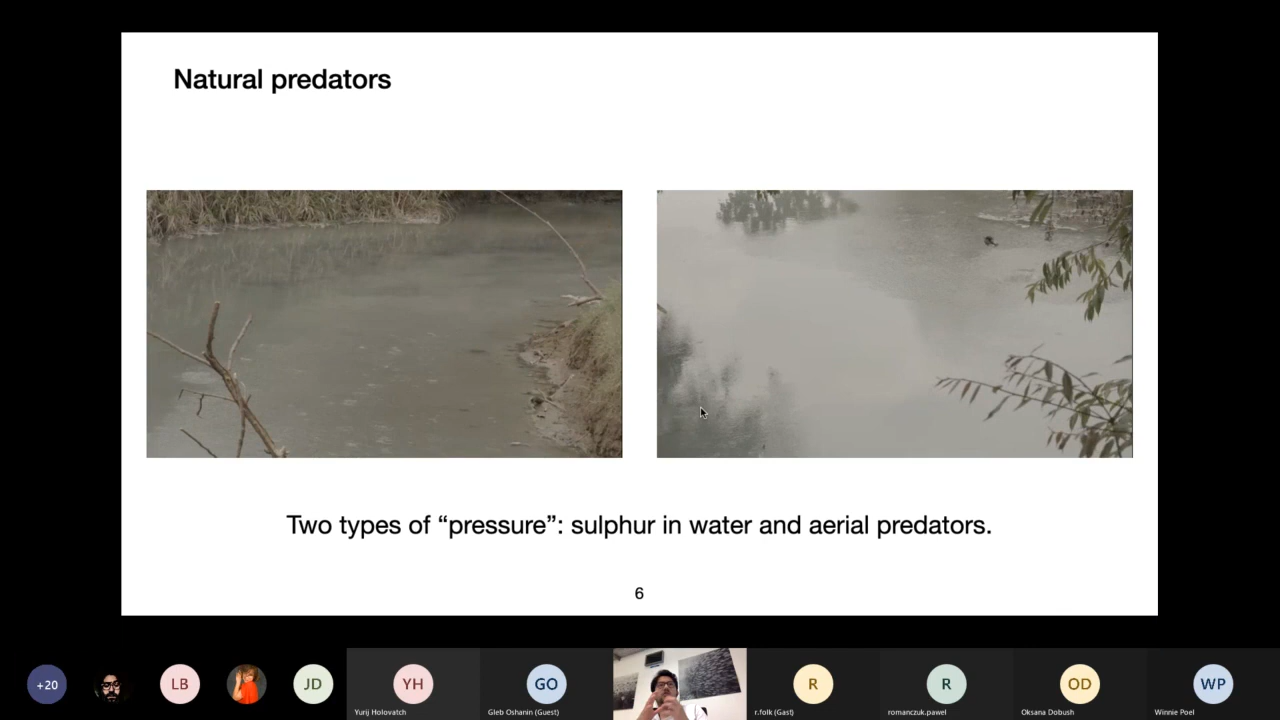 Natural predators
Two types of “pressure”: sulphur in water and aerial predators.
6
+20
LB
JD
YH
GO
R
R
OD
WP
Yurij Holovatch
Gleb Oshanin (Guest)
r.folk (Gast)
romanczuk.pawel
Oksana Dobush
Winnie Poel